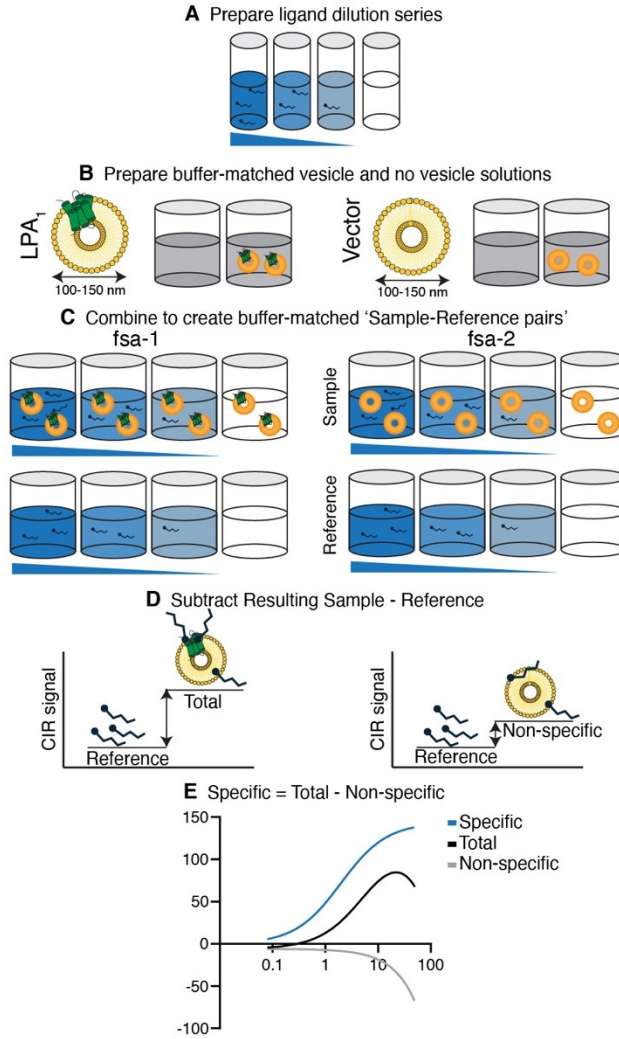 A Prepare ligand dilution series
B Prepare buffer-matched vesicle and no vesicle solutions
LPA1
100-150 nm
Vector
100-150 nm
C Combine to create buffer-matched ‘Sample-Reference pairs’
fsa-1
fsa-2
Sample
Reference
D Subtract Resulting Sample - Reference
CIR signal
Total
Reference
CIR signal
Non-specific
Reference
E Specific = Total - Non-specific
150
100
50
0
-50
-100
0.1
1
10
100
Specific
Total
Non-specific